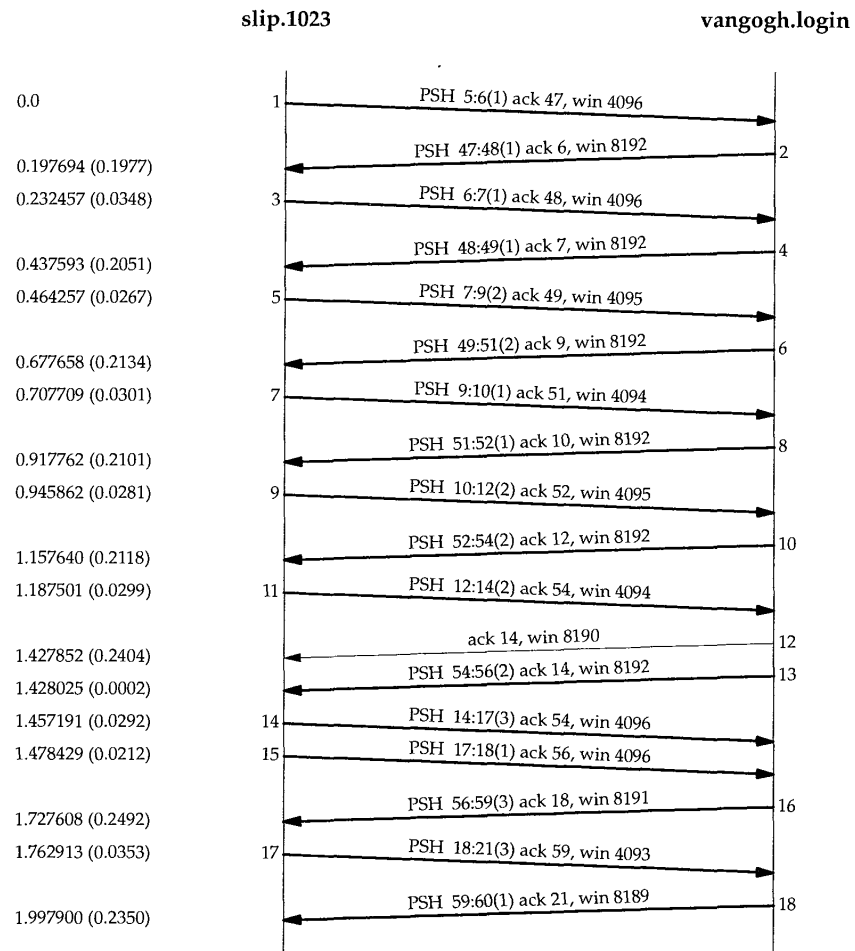 slip.1023 vangogh.login
0.0 1 PSH 5:6(1) ack 47, win 4096
PSH 47:48(1) ack 6, win 8192 2
0.197694 (0.1977)
0.232457 (0.0348) 3 PSH 6:7(1) ack 48, win 4096
PSH 48:49(1) ack 7, win 8192 4
0.437593 (0.2051)
0.464257 (0.0267) 5 PSH 7:9(2) ack 49, win 4095
PSH 49:51(2) ack 9, win 8192 6
0.677658 (0.2134)
0.707709 (0.0301) 7 PSH 9:10(1) ack 51, win 4094
PSH 51:52(1) ack 10, win 8192 8
0.917762 (0.2101)
0.945862 (0.0281) 9 PSH 10:12(2) ack 52, win 4095
PSH 52:54(2) ack 12, win 8192 10
1.157640 (0.2118)
1.187501 (0.0299) 11 PSH 12:14(2) ack 54, win 4094
ack 14, win 8190 12
1.427852 (0.2404)
PSH 54:56(2) ack 14, win 8192 13
1.428025 (0.0002)
1.457191 (0.0292) 14 PSH 14:17(3) ack 54, win 4096
1.478429 (0.0212) 15 PSH 17:18(1) ack 56, win 4096
PSH 56:59(3) ack 18, win 8191 16
1.727608 (0.2492)
1.762913 (0.0353) 17 PSH 18:21(3) ack 59, win 4093
PSH 59:60(1) ack 21, win 8189 18
1.997900 (0.2350)